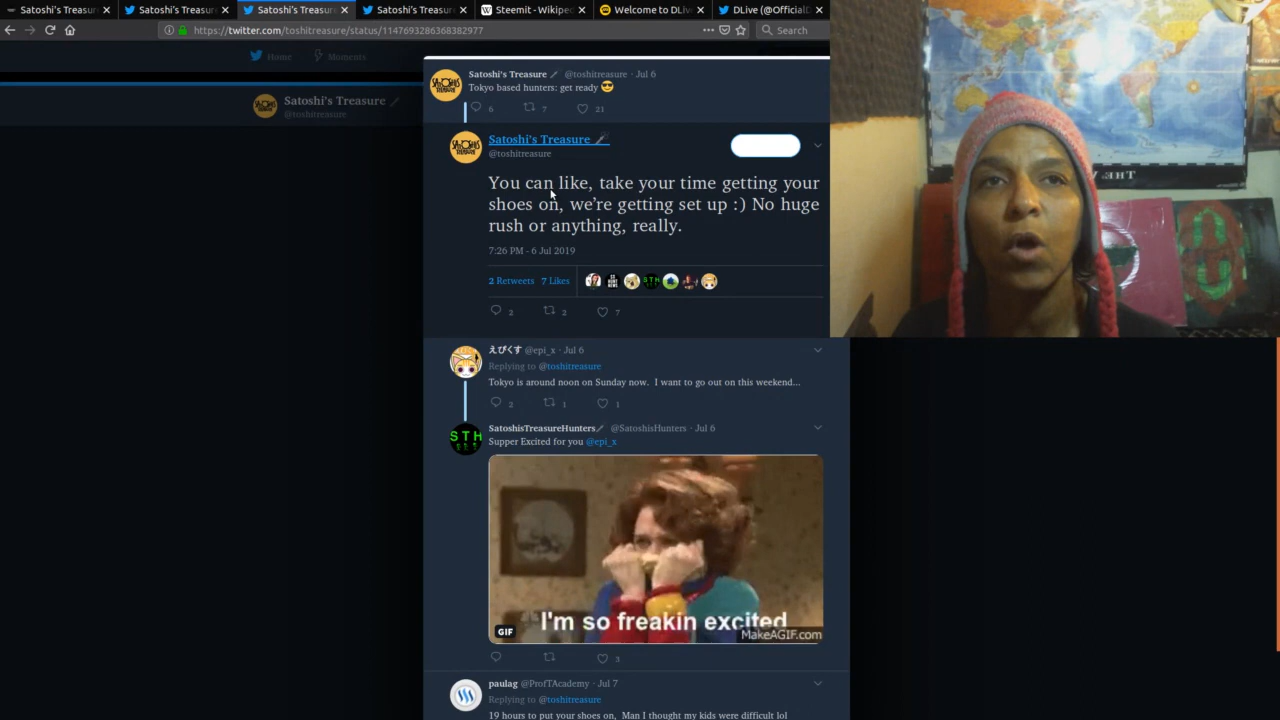 Satoshi's Treasure
Satoshi's Treasure
Satoshi's Treasure
Satoshi's Treasure
Steemit - Wikiped
Welcome to DLiv
DLive (@OfficialD
https://twitter.com/toshitreasure/status/1147693286368382977
Search
Home
Moments
Satoshi's Treasure
@toshitreasure
Satoshi's Treasure @toshitreasure · Jul 6
Tokyo based hunters: get ready 😎
6 7 21
Satoshi's Treasure
@toshitreasure
You can like, take your time getting your
shoes on, we're getting set up :) No huge
rush or anything, really.
7:26 PM - 6 Jul 2019
2 Retweets 7 Likes
2 2 7
えぴくす @epi_x · Jul 6
Replying to @toshitreasure
Tokyo is around noon on Sunday now. I want to go out on this weekend...
2 1 1
SatoshisTreasureHunters @SatoshisHunters · Jul 6
Supper Excited for you @epi_x
STH
I'm so freakin excited
GIF
MakeAGIF.com
3
paulag @ProfTAcademy · Jul 7
Replying to @toshitreasure
19 hours to put your shoes on, Man I thought my kids were difficult lol